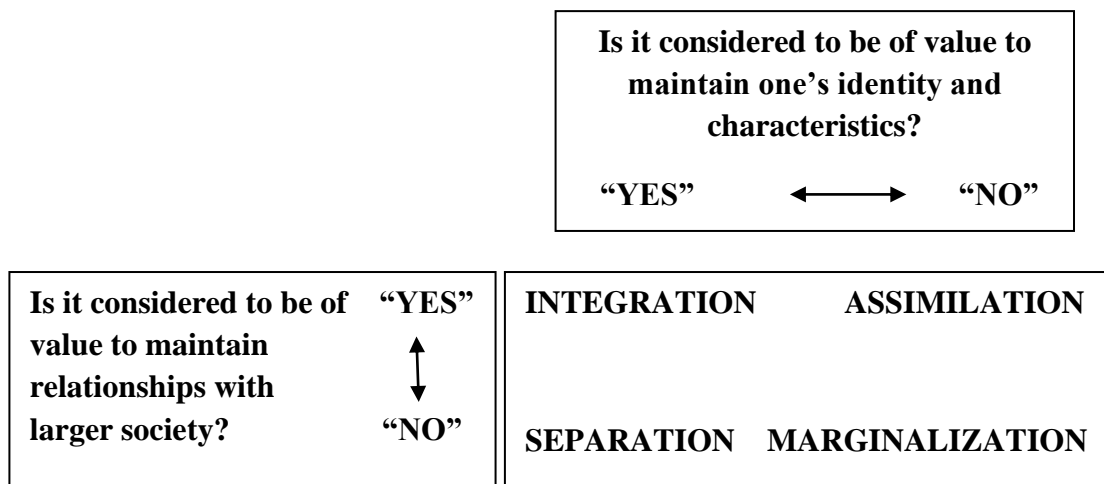 Is it considered to be of value to
maintain one’s identity and
characteristics?
“YES” “NO”
Is it considered to be of “YES”
value to maintain
relationships with
larger society? “NO”
INTEGRATION ASSIMILATION
SEPARATION MARGINALIZATION